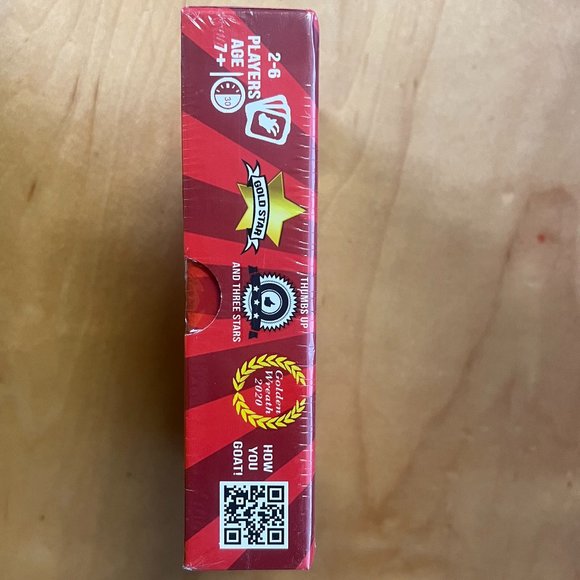 2-6
PLAYERS
AGE
7+
30
GOLD STAR
THUMBS UP
AND THREE STARS
Golden
Wreath
2020
HOW
YOU
GOAT!